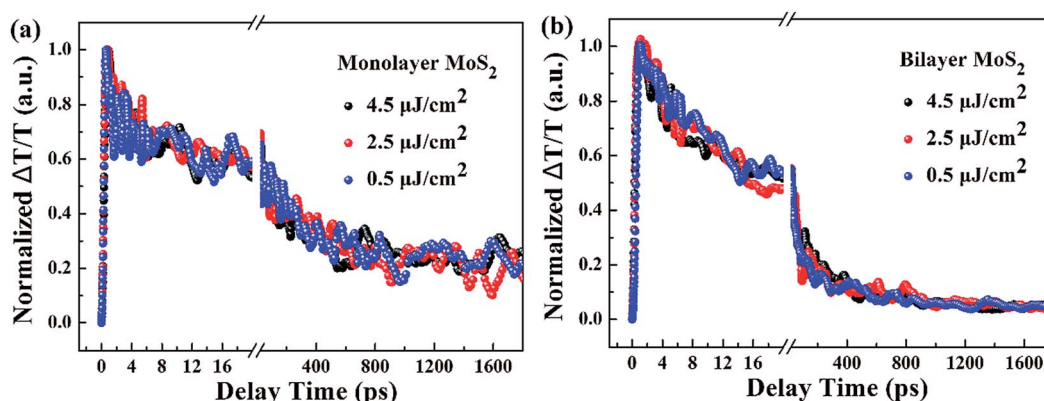 (a)
Normalized ΔT/T (a.u.)
1.0
0.8
0.6
0.4
0.2
0.0
Monolayer MoS₂
4.5 μJ/cm²
2.5 μJ/cm²
0.5 μJ/cm²
0 4 8 12 16 400 800 1200 1600
Delay Time (ps)
(b)
Normalized ΔT/T (a.u.)
1.0
0.8
0.6
0.4
0.2
0.0
Bilayer MoS₂
4.5 μJ/cm²
2.5 μJ/cm²
0.5 μJ/cm²
0 4 8 12 16 400 800 1200 1600
Delay Time (ps)